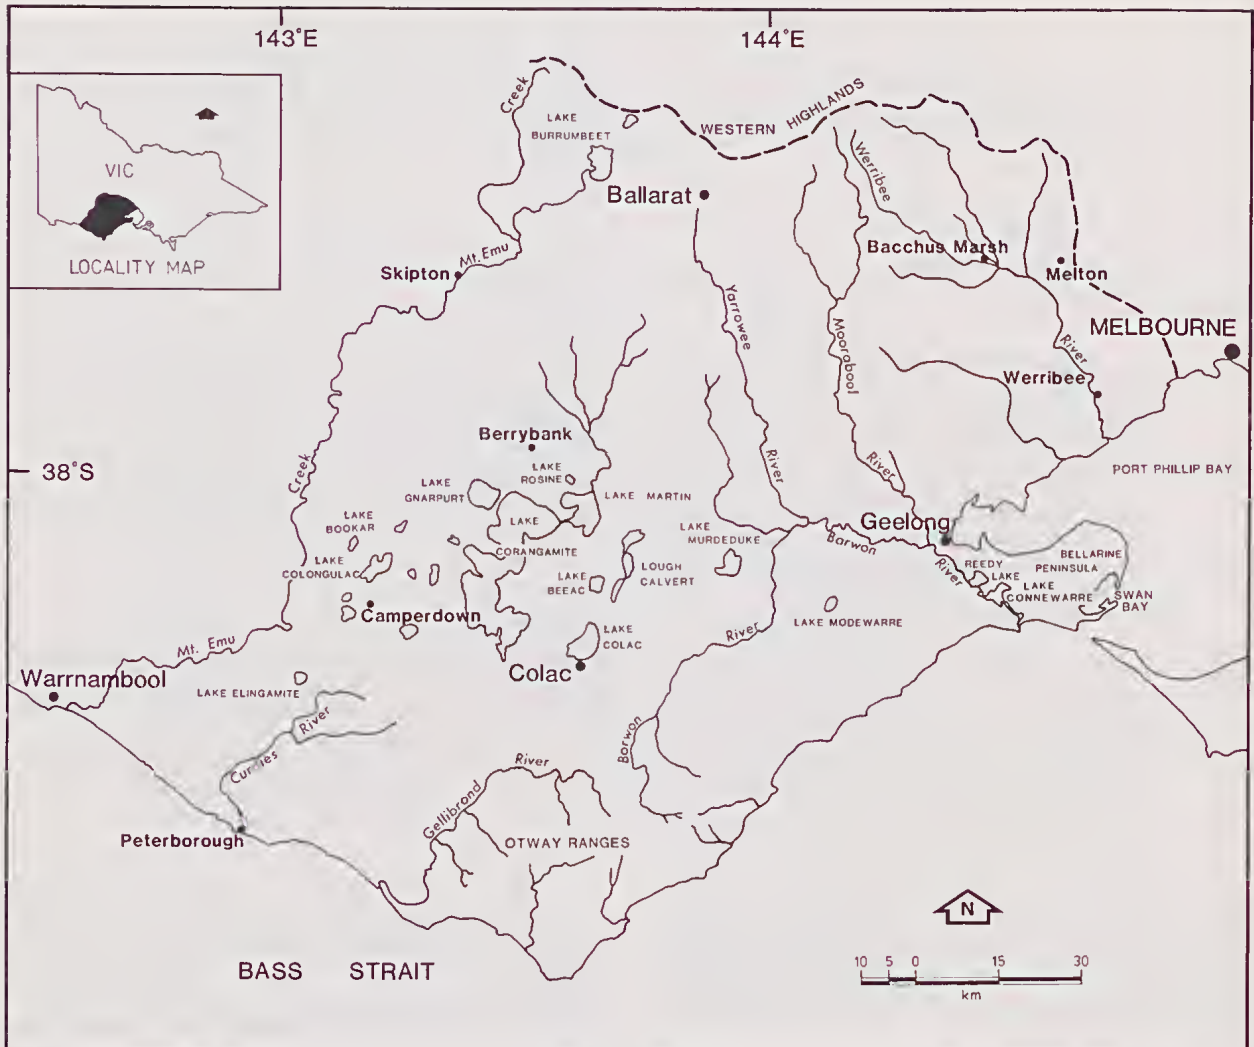 143°E
144°E
VIC
LOCALITY MAP
Creek
LAKE
BURRUMBEET
WESTERN
HIGHLANDS
Ballarat
Werribee
Bacchus Marsh
Melton
Mt. Emu
Skipton
MELBOURNE
Yarrowee
Moorabool
River
Werribee
Berrybank
38°S
Creek
LAKE
ROSINE
LAKE
GNARPURT
LAKE MARTIN
River
River
PORT PHILLIP BAY
LAKE
BOOKAR
LAKE
CORANGAMITE
LAKE
MURDEDUKE
Geelong
Barwon
LAKE
COLONGULAC
LOUGH
CALVERT
LAKE
BEEAC
River
BELLARINE
PENINSULA
REEDY
LAKE
LAKE
CONNEWARRE
SWAN
BAY
Camperdown
LAKE MODEWARRE
Mt. Emu
LAKE
COLAC
River
Warrnambool
Colac
LAKE ELINGAMITE
River
Curdies
Barwon
River
Gellibrond
Peterborough
OTWAY RANGES
N
BASS STRAIT
10 5 0 15 30
km